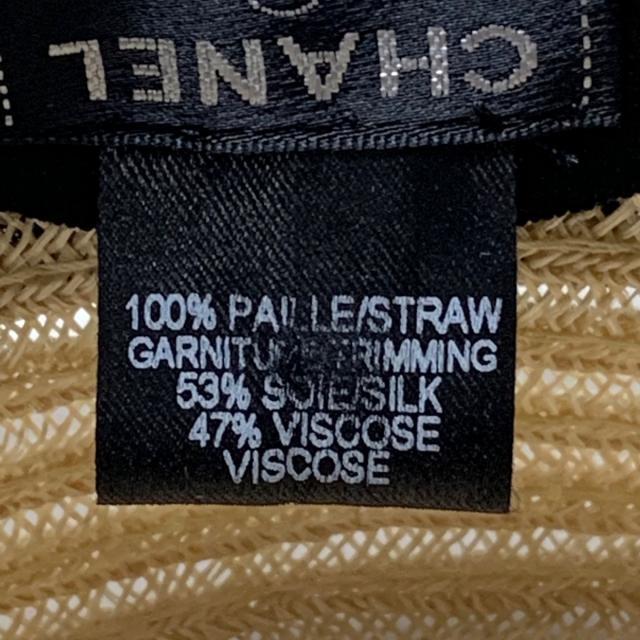 CHANEL
100% PAILLE/STRAW
GARNITURE/TRIMMING
53% SOIE/SILK
47% VISCOSE
VISCOSE